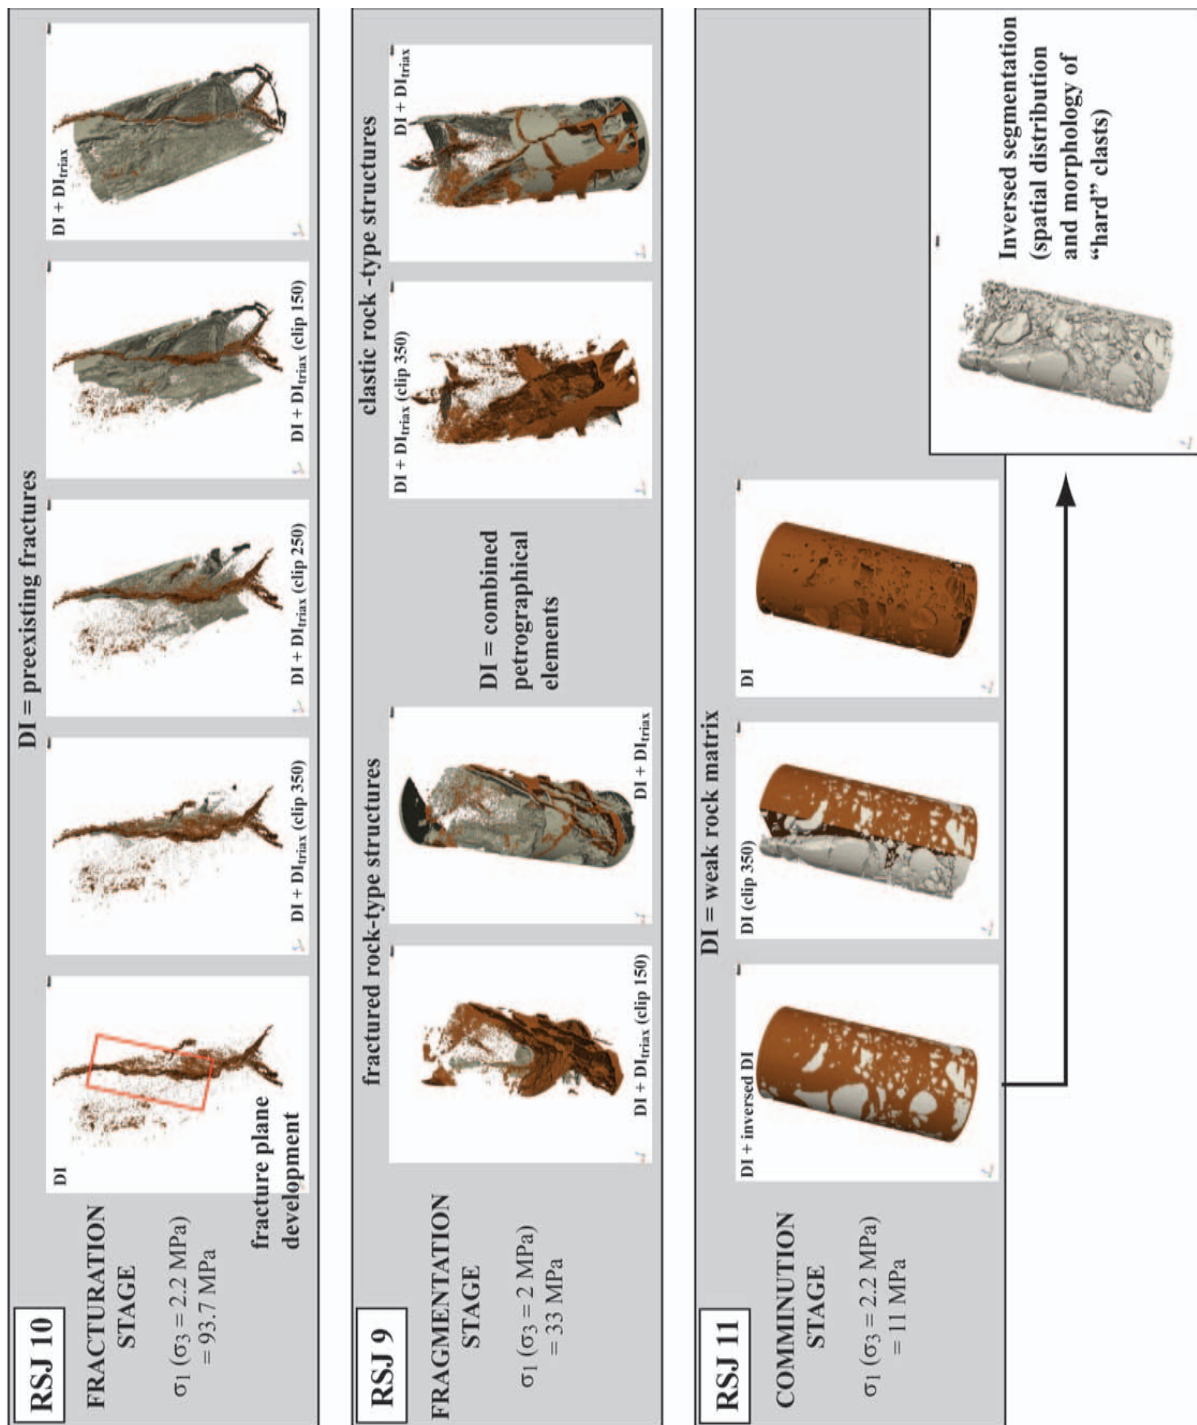 RSJ 10
FRACTURATION
STAGE
σ1 (σ3 = 2.2 MPa)
= 93.7 MPa
DI = preexisting fractures
DI
fracture plane
development
DI + DItriax (clip 350)
DI + DItriax (clip 250)
DI + DItriax (clip 150)
DI + DItriax
RSJ 9
FRAGMENTATION
STAGE
σ1 (σ3 = 2 MPa)
= 33 MPa
fractured rock-type structures
DI + DItriax (clip 150)
DI + DItriax
DI = combined
petrographical
elements
clastic rock -type structures
DI + DItriax (clip 350)
DI + DItriax
RSJ 11
COMMINUTION
STAGE
σ1 (σ3 = 2.2 MPa)
= 11 MPa
DI = weak rock matrix
DI + inversed DI
DI (clip 350)
DI
Inversed segmentation
(spatial distribution
and morphology of
“hard” clasts)